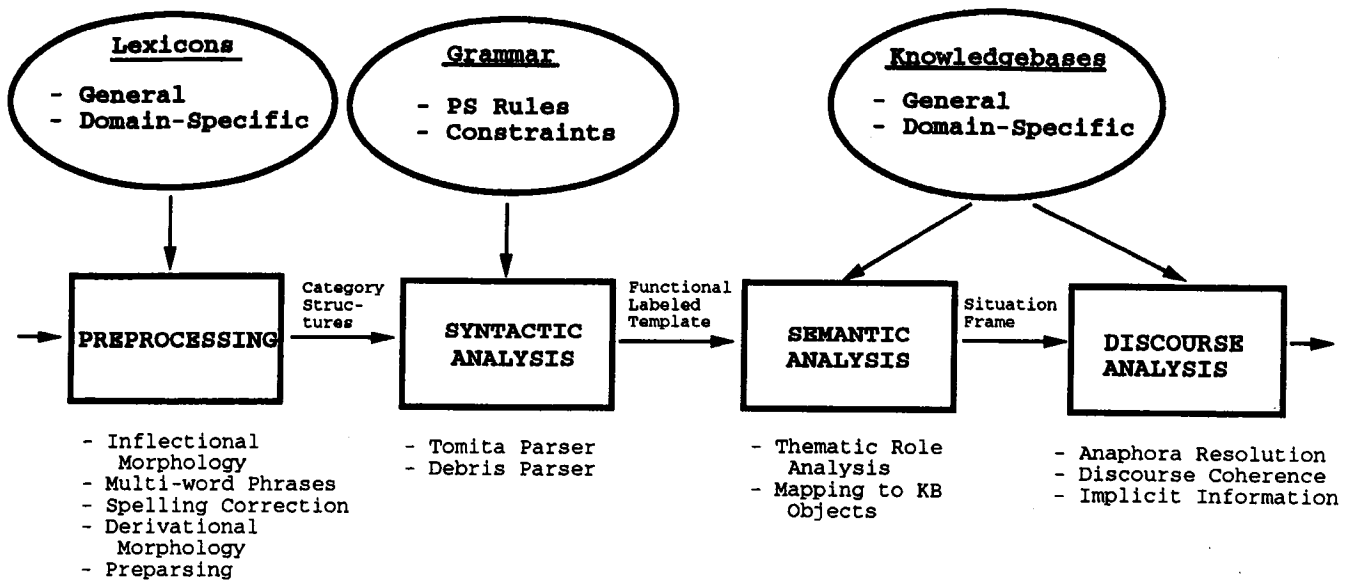 Lexicons
- General
- Domain-Specific
Grammar
- PS Rules
- Constraints
Knowledgebases
- General
- Domain-Specific
PREPROCESSING
Category
Struc-
tures
SYNTACTIC
ANALYSIS
Functional
Labeled
Template
SEMANTIC
ANALYSIS
Situation
Frame
DISCOURSE
ANALYSIS
- Inflectional
Morphology
- Multi-word Phrases
- Spelling Correction
- Derivational
Morphology
- Preparsing
- Tomita Parser
- Debris Parser
- Thematic Role
Analysis
- Mapping to KB
Objects
- Anaphora Resolution
- Discourse Coherence
- Implicit Information